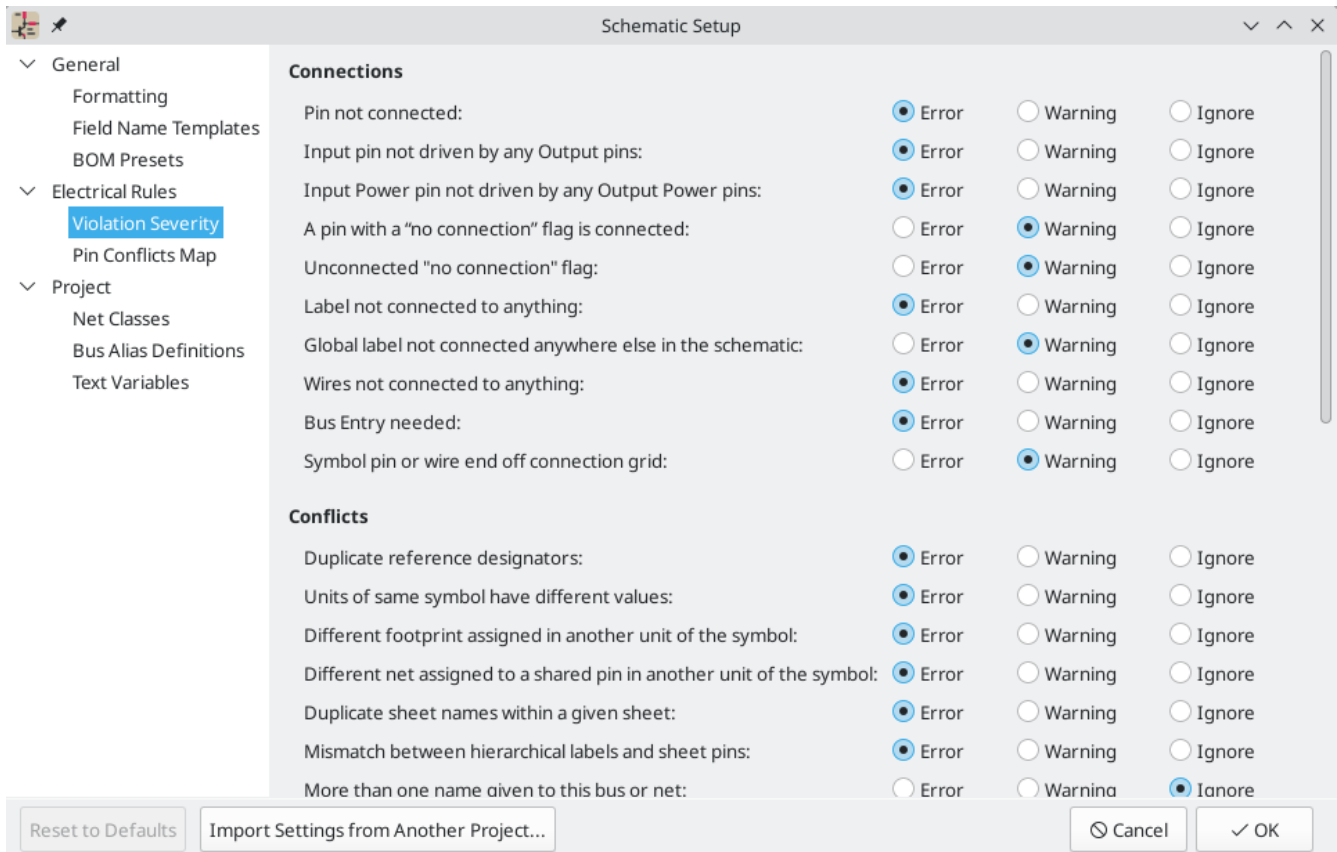 Schematic Setup
General
Formatting
Field Name Templates
BOM Presets
Electrical Rules
Violation Severity
Pin Conflicts Map
Project
Net Classes
Bus Alias Definitions
Text Variables
Connections
Pin not connected: Error Warning Ignore
Input pin not driven by any Output pins: Error Warning Ignore
Input Power pin not driven by any Output Power pins: Error Warning Ignore
A pin with a “no connection” flag is connected: Error Warning Ignore
Unconnected "no connection" flag: Error Warning Ignore
Label not connected to anything: Error Warning Ignore
Global label not connected anywhere else in the schematic: Error Warning Ignore
Wires not connected to anything: Error Warning Ignore
Bus Entry needed: Error Warning Ignore
Symbol pin or wire end off connection grid: Error Warning Ignore
Conflicts
Duplicate reference designators: Error Warning Ignore
Units of same symbol have different values: Error Warning Ignore
Different footprint assigned in another unit of the symbol: Error Warning Ignore
Different net assigned to a shared pin in another unit of the symbol: Error Warning Ignore
Duplicate sheet names within a given sheet: Error Warning Ignore
Mismatch between hierarchical labels and sheet pins: Error Warning Ignore
More than one name given to this bus or net: Error Warning Ignore
Reset to Defaults Import Settings from Another Project... Cancel OK